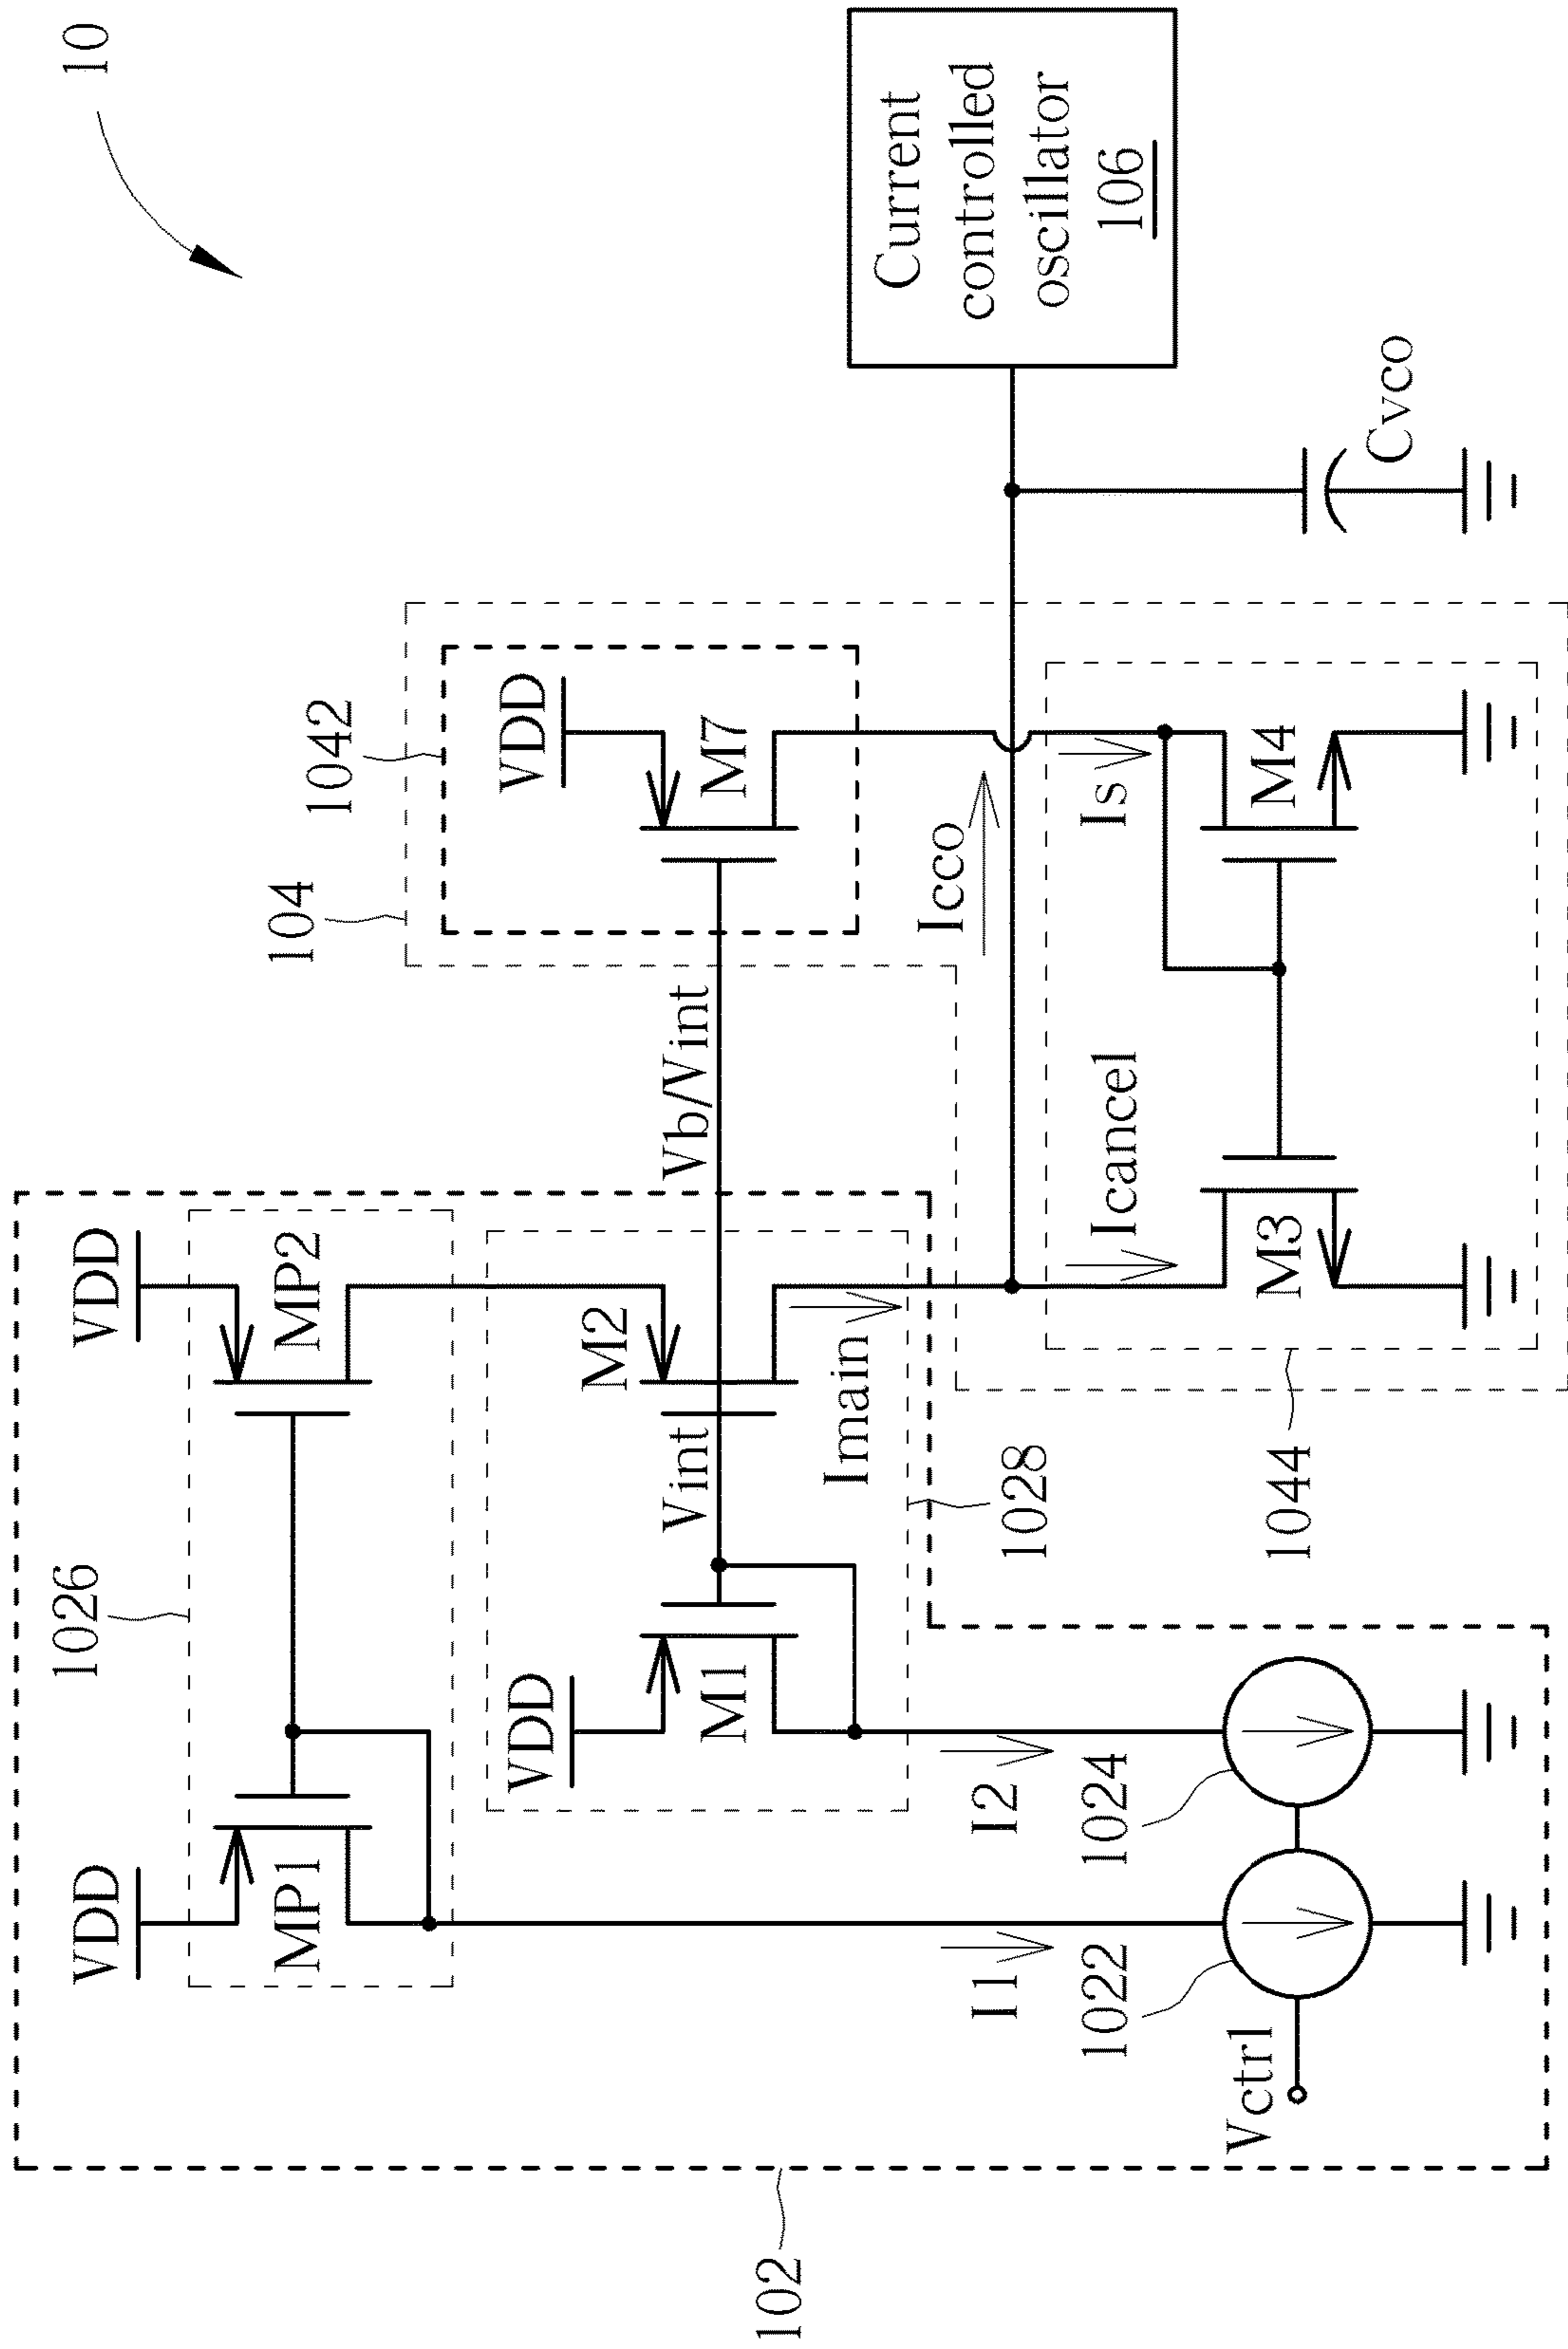 10
102
1026
VDD
VDD
MP1
MP2
VDD
M1
Vint
M2
Vb/Vint
104
1042
VDD
M7
Imain
1028
Icco
Current
controlled
oscillator
106
I1
I2
1022
1024
Vctrl
Icancel
Is
M3
M4
1044
Cvco